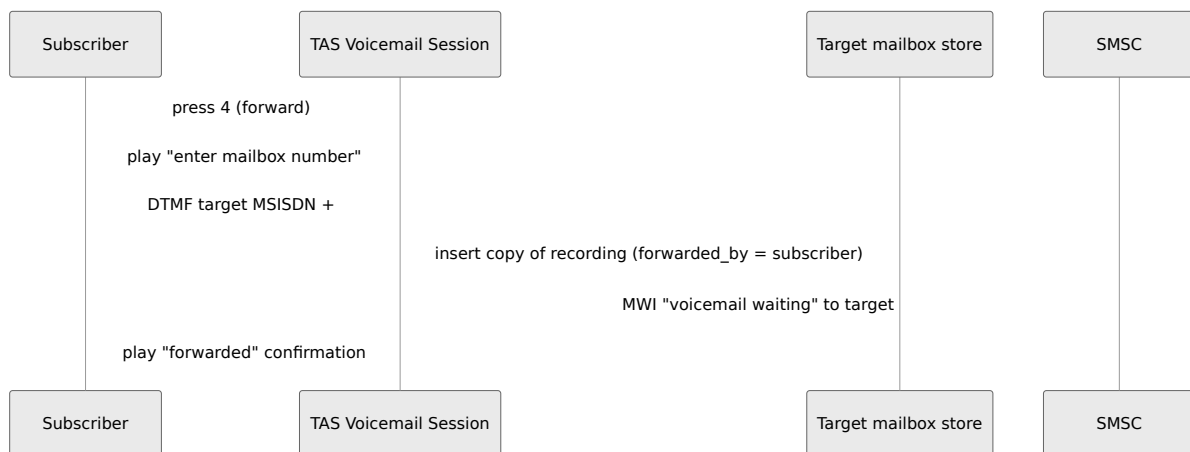 Subscriber
TAS Voicemail Session
Target mailbox store
SMSC
press 4 (forward)
play "enter mailbox number"
DTMF target MSISDN +
insert copy of recording (forwarded_by = subscriber)
MWI "voicemail waiting" to target
play "forwarded" confirmation
Subscriber
TAS Voicemail Session
Target mailbox store
SMSC